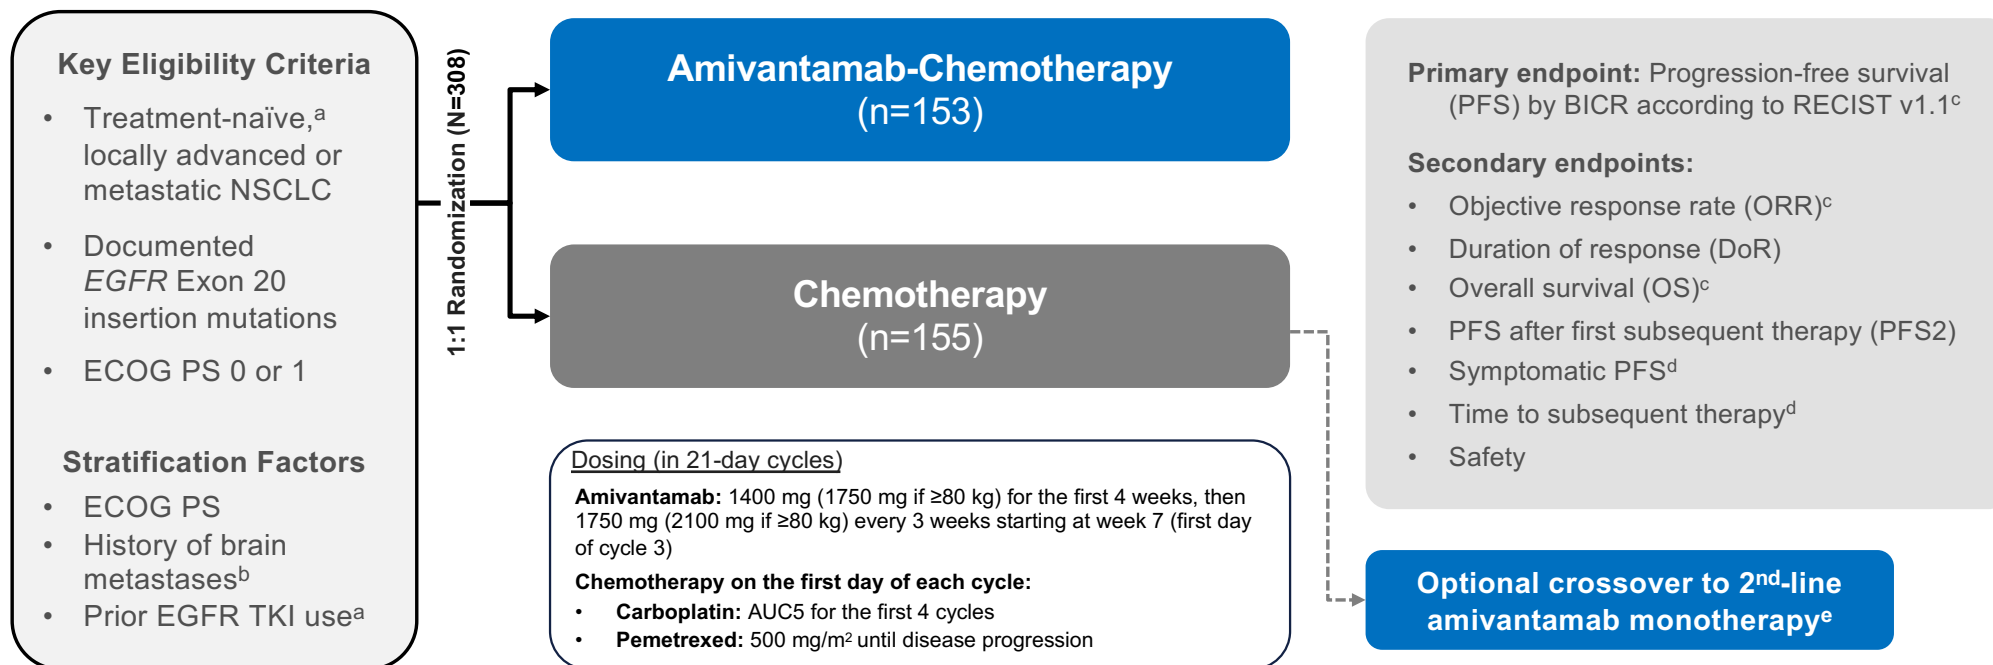 Key Eligibility Criteria
• Treatment-naïve,ᵃ
locally advanced or
metastatic NSCLC
• Documented
EGFR Exon 20
insertion mutations
• ECOG PS 0 or 1
Stratification Factors
• ECOG PS
• History of brain
metastasesᵇ
• Prior EGFR TKI useᵃ
1:1 Randomization (N=308)
Amivantamab-Chemotherapy
(n=153)
Chemotherapy
(n=155)
Dosing (in 21-day cycles)
Amivantamab: 1400 mg (1750 mg if ≥80 kg) for the first 4 weeks, then
1750 mg (2100 mg if ≥80 kg) every 3 weeks starting at week 7 (first day
of cycle 3)
Chemotherapy on the first day of each cycle:
• Carboplatin: AUC5 for the first 4 cycles
• Pemetrexed: 500 mg/m² until disease progression
Primary endpoint: Progression-free survival
(PFS) by BICR according to RECIST v1.1ᶜ
Secondary endpoints:
• Objective response rate (ORR)ᶜ
• Duration of response (DoR)
• Overall survival (OS)ᶜ
• PFS after first subsequent therapy (PFS2)
• Symptomatic PFSᵈ
• Time to subsequent therapyᵈ
• Safety
Optional crossover to 2ⁿᵈ-line
amivantamab monotherapyᵉ